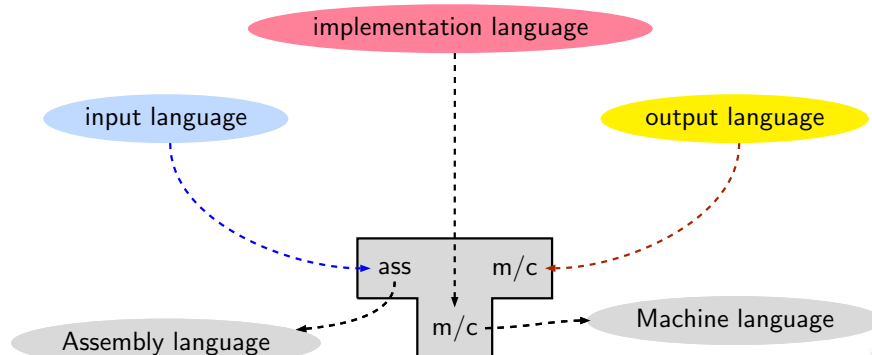 implementation language
input language
output language
ass
m/c
m/c
Machine language
Assembly language